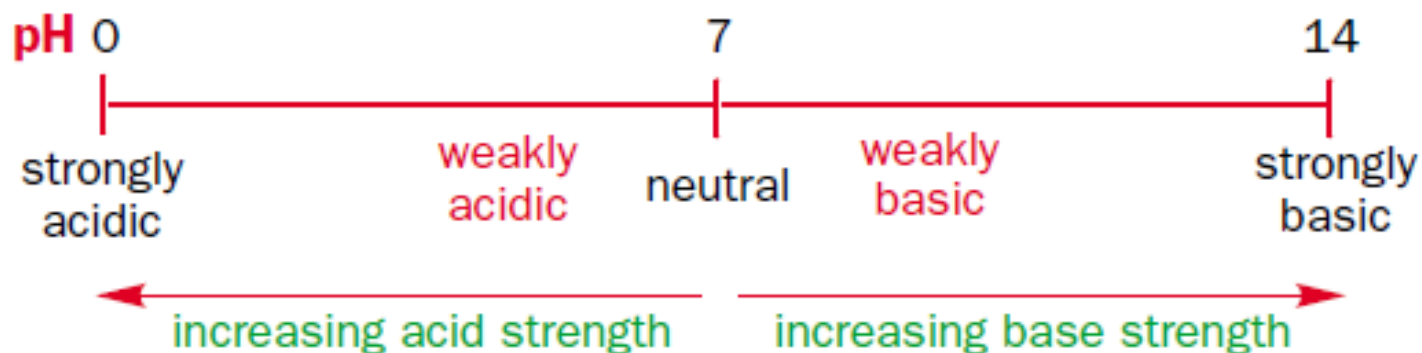 pH 0 7 14
strongly acidic
weakly acidic
neutral
weakly basic
strongly basic
increasing acid strength
increasing base strength